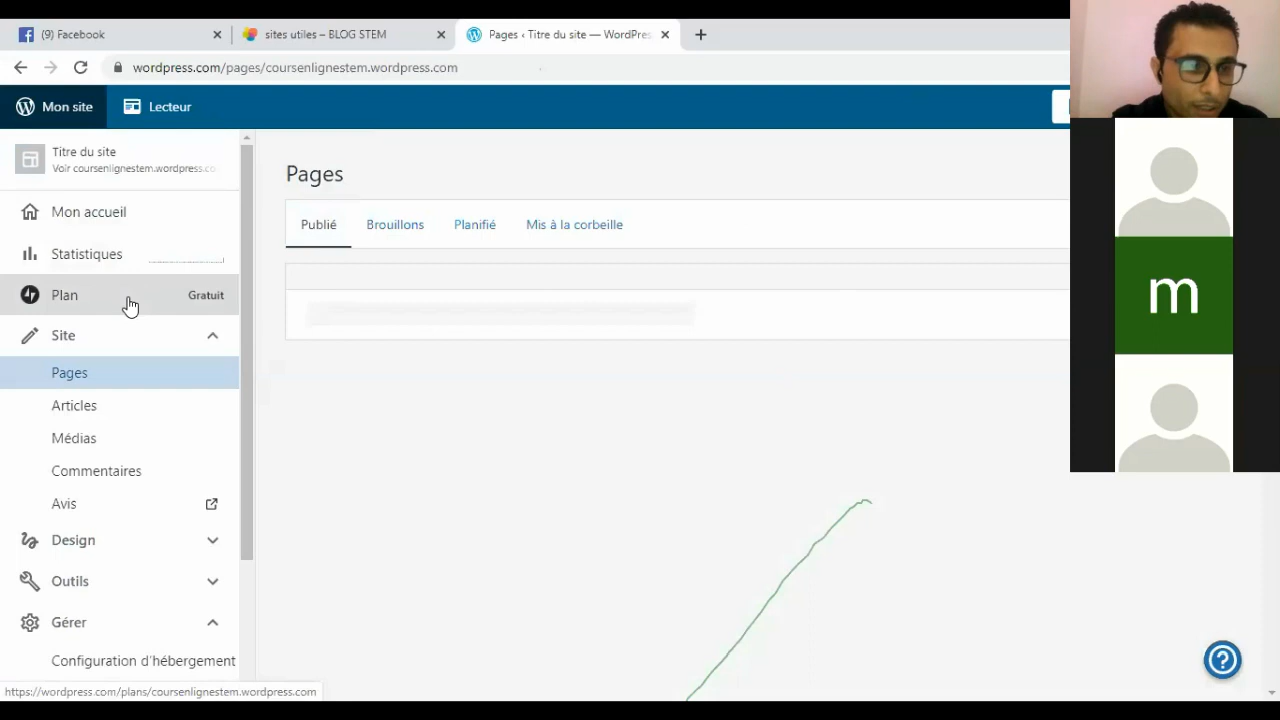 (9) Facebook
sites utiles – BLOG STEM
Pages ‹ Titre du site — WordPres
wordpress.com/pages/coursenlignestem.wordpress.com
Mon site
Lecteur
Titre du site
Voir coursenlignestem.wordpress.co
Mon accueil
Statistiques
Plan
Gratuit
Site
Pages
Articles
Médias
Commentaires
Avis
Design
Outils
Gérer
Configuration d'hébergement
https://wordpress.com/plans/coursenlignestem.wordpress.com
Pages
Publié
Brouillons
Planifié
Mis à la corbeille
m